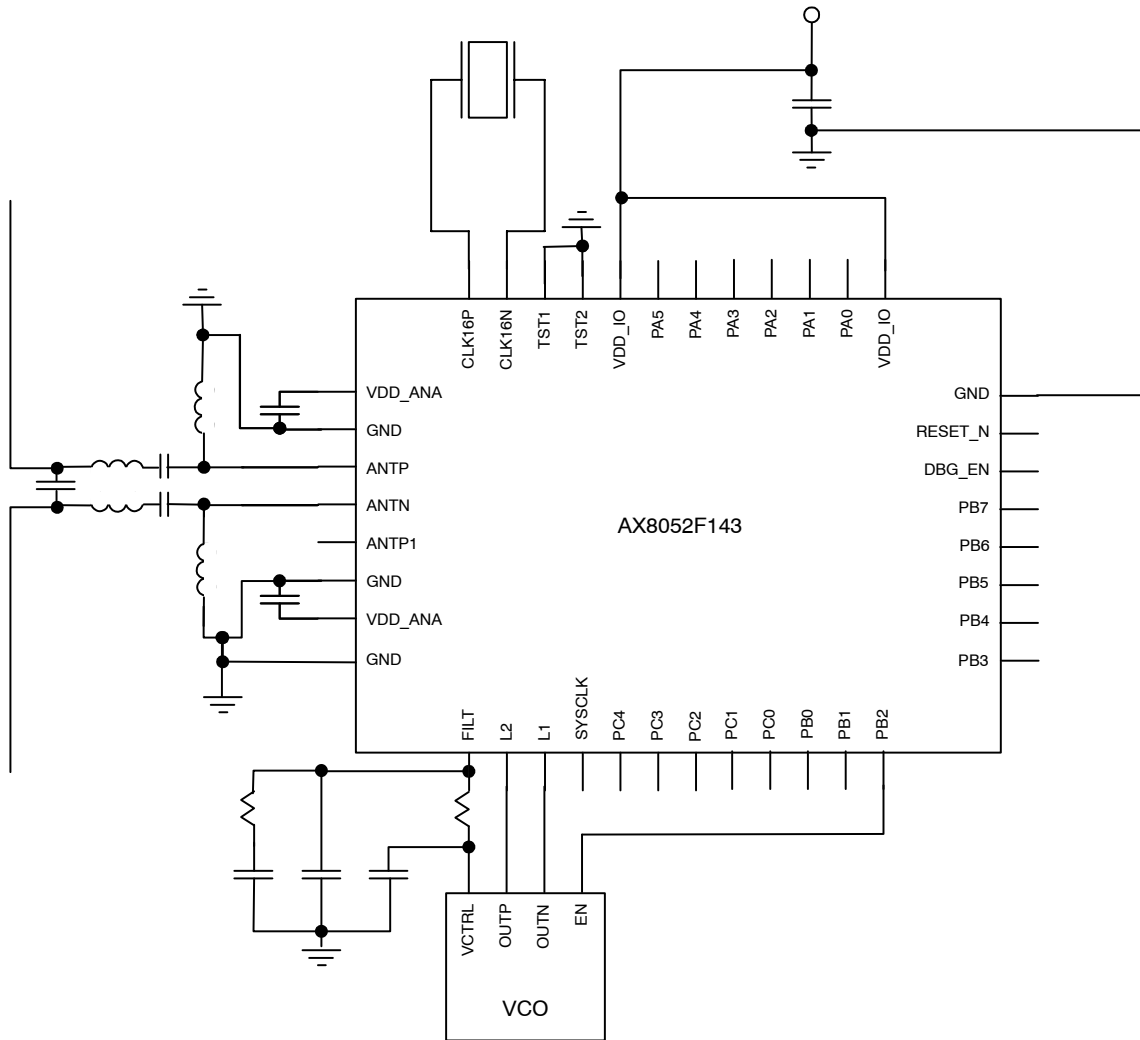 CLK16P
CLK16N
TST1
TST2
VDD_IO
PA5
PA4
PA3
PA2
PA1
PA0
VDD_IO
VDD_ANA
GND
ANTP
ANTN
ANTP1
GND
VDD_ANA
GND
AX8052F143
GND
RESET_N
DBG_EN
PB7
PB6
PB5
PB4
PB3
FILT
L2
L1
SYSCLK
PC4
PC3
PC2
PC1
PC0
PB0
PB1
PB2
VCTRL
OUTP
OUTN
EN
VCO